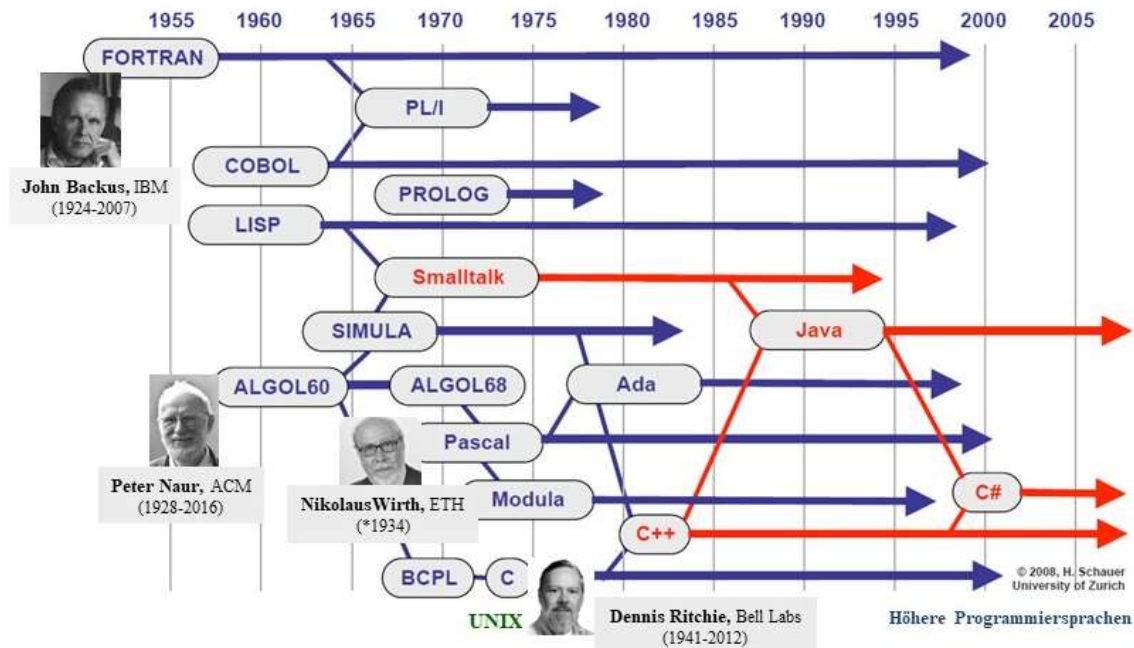 1955 1960 1965 1970 1975 1980 1985 1990 1995 2000 2005
FORTRAN
PL/I
COBOL
PROLOG
John Backus, IBM
(1924-2007)
LISP
Smalltalk
SIMULA
Java
ALGOL60
ALGOL68
Ada
Pascal
Peter Naur, ACM
(1928-2016)
NikolausWirth, ETH
(*1934)
Modula
C#
C++
BCPL
C
© 2008, H. Schauer
University of Zurich
UNIX
Dennis Ritchie, Bell Labs
(1941-2012)
Höhere Programmiersprachen